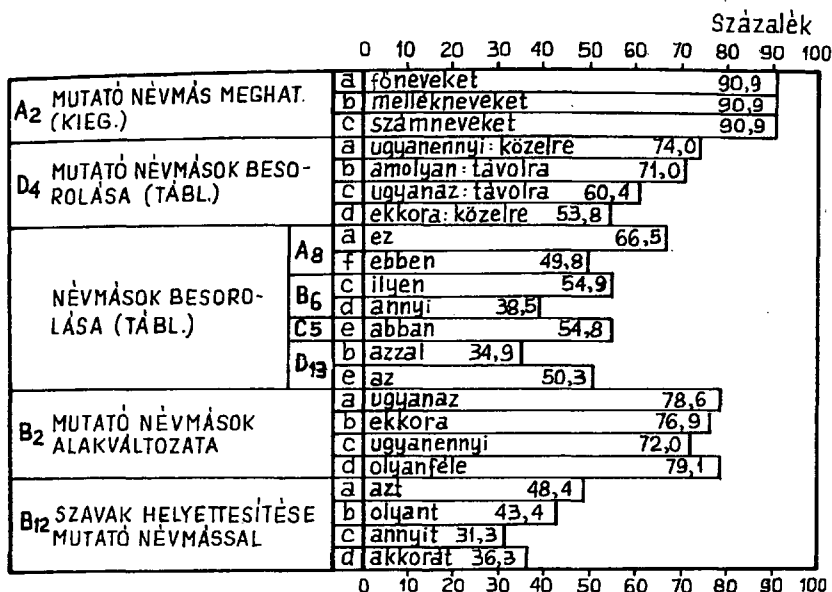 Százalék
0 10 20 30 40 50 60 70 80 90 100
A2 MUTATÓ NÉVMÁS MEGHAT. (KIEG.)
a főneveket 90,9
b mellékneveket 90,9
c számneveket 90,9
D4 MUTATÓ NÉVMÁSOK BESO-
ROLÁSA (TÁBL.)
a ugyanennyi: közelre 74,0
b amolyan: távolra 71,0
c ugyanaz: távolra 60,4
d ekkora: közelre 53,8
NÉVMÁSOK BESORO-
LÁSA (TÁBL.)
A8
a ez 66,5
f ebben 49,8
B6
c ilyen 54,9
d annyi 38,5
C5 e abban 54,8
D13
b azzal 34,9
e az 50,3
B2 MUTATÓ NÉVMÁSOK
ALAKVÁLTOZATA
a ugyanaz 78,6
b ekkora 76,9
c ugyanennyi 72,0
d olyanféle 79,1
B12 SZAVAK HELYETTESÍTÉSE
MUTATÓ NÉVMÁSSAL
a azt 48,4
b olyant 43,4
c annyit 31,3
d akkorát 36,3
0 10 20 30 40 50 60 70 80 90 100